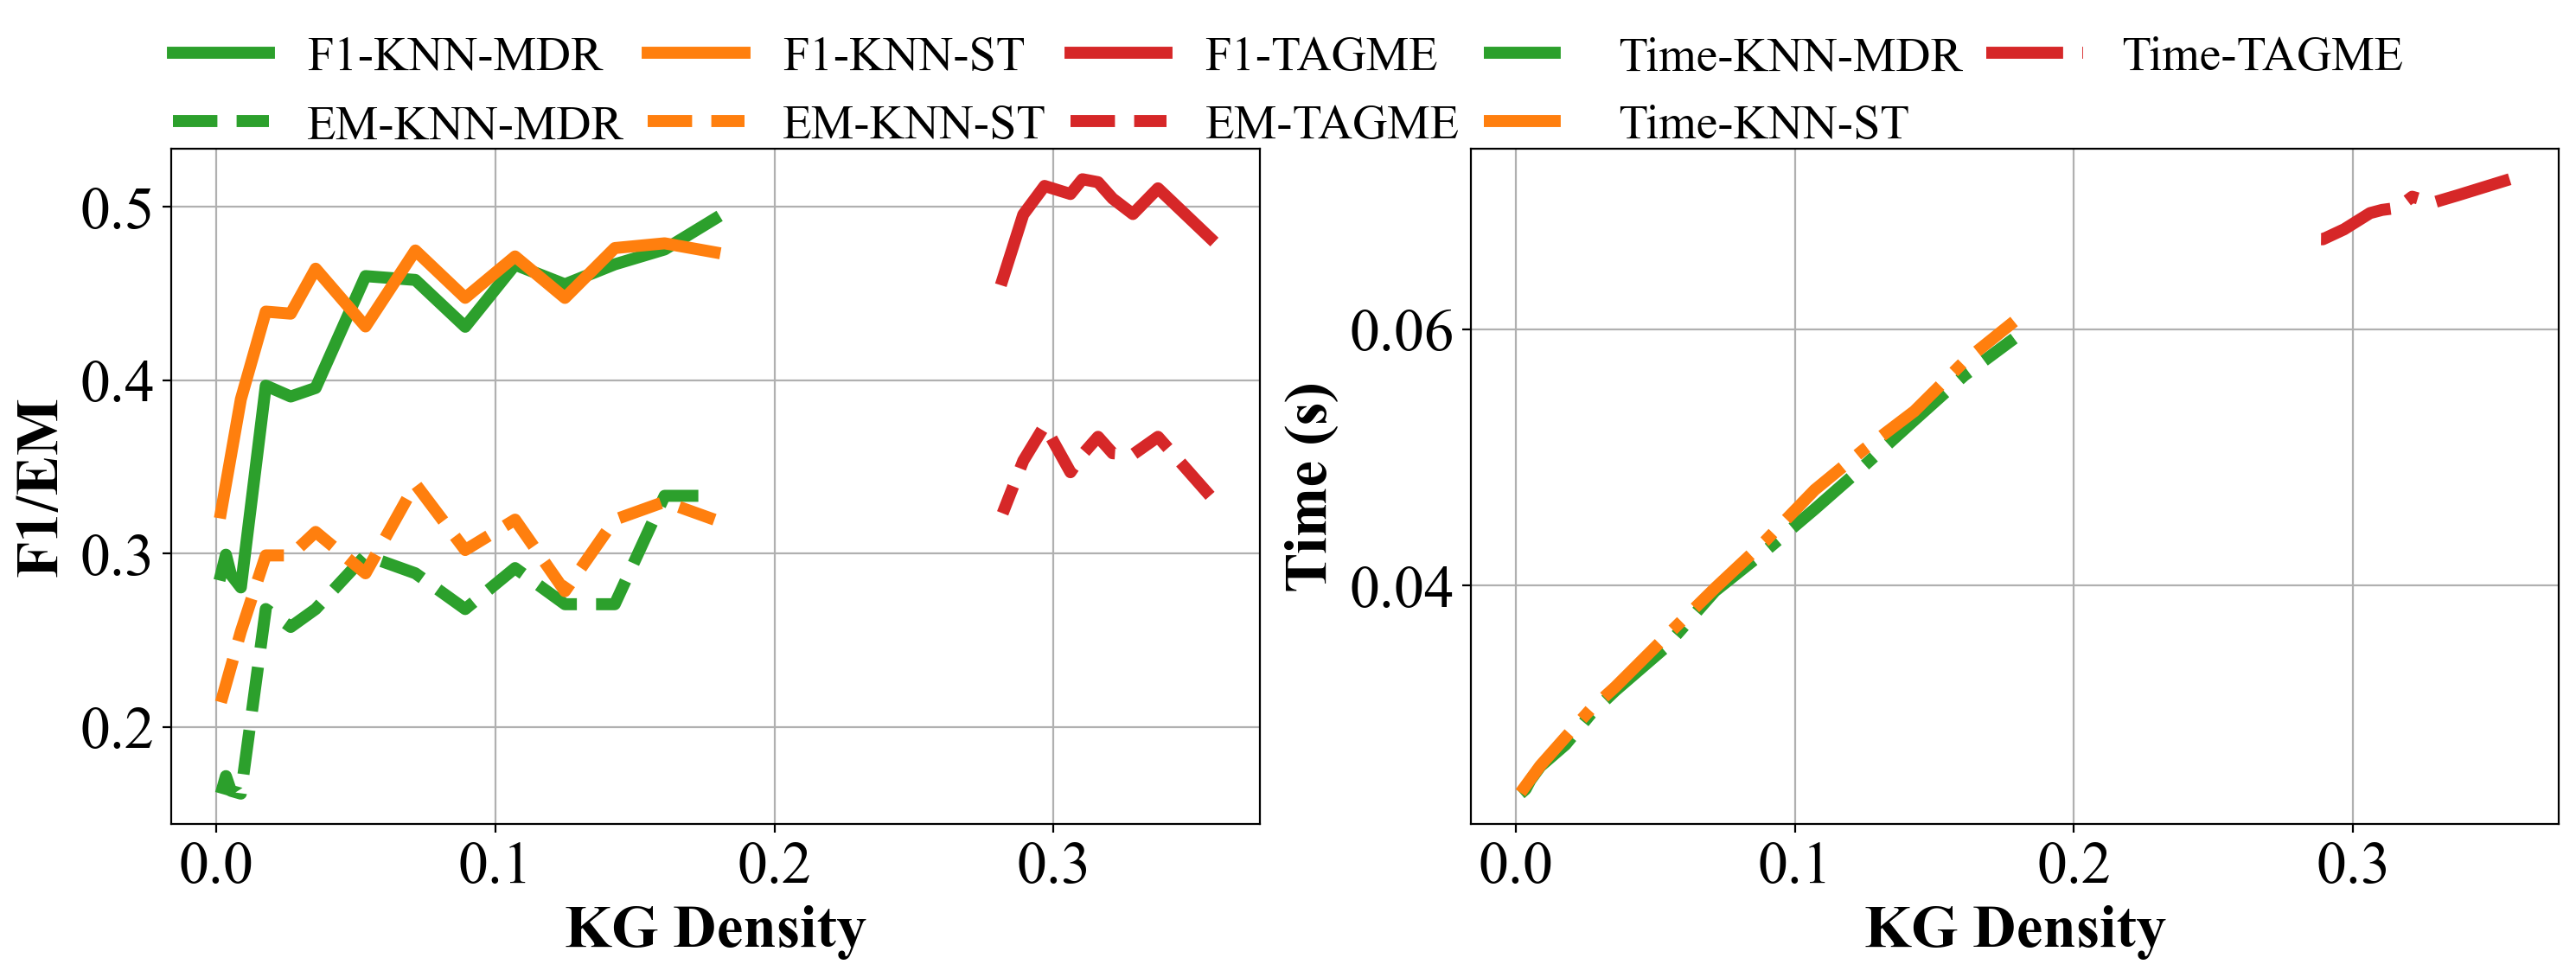 F1-KNN-MDR F1-KNN-ST F1-TAGME Time-KNN-MDR Time-TAGME
EM-KNN-MDR EM-KNN-ST EM-TAGME Time-KNN-ST
F1/EM
0.5
0.4
0.3
0.2
0.0 0.1 0.2 0.3
KG Density
Time (s)
0.06
0.04
0.0 0.1 0.2 0.3
KG Density